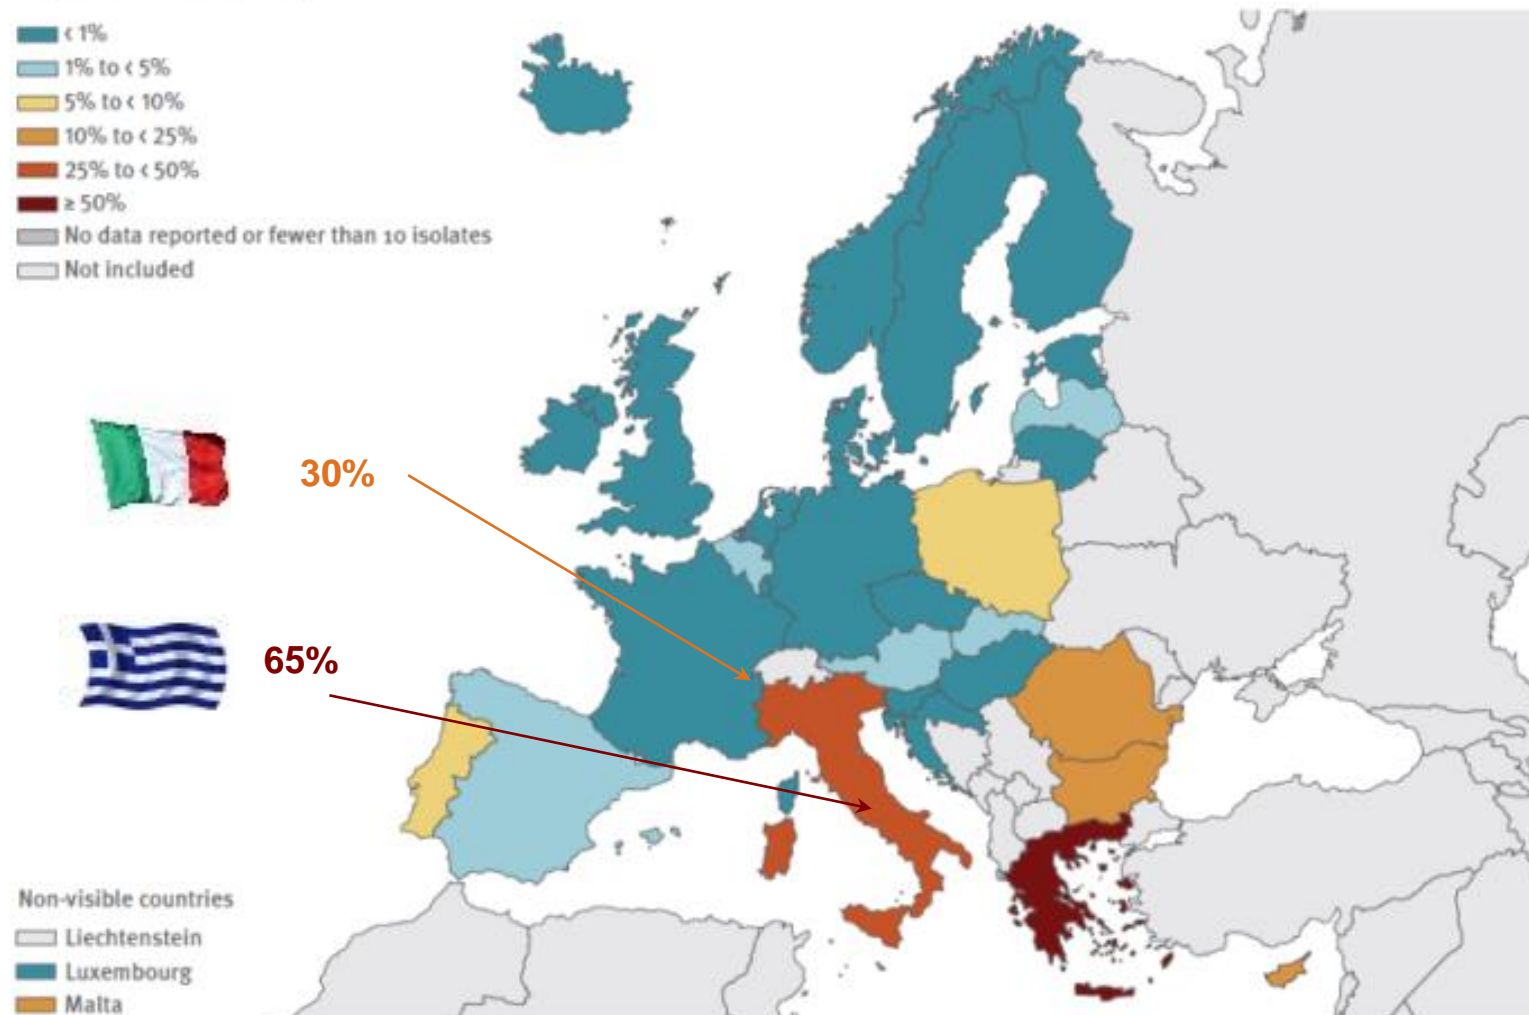 < 1%
1% to < 5%
5% to < 10%
10% to < 25%
25% to < 50%
≥ 50%
No data reported or fewer than 10 isolates
Not included
30%
65%
Non-visible countries
Liechtenstein
Luxembourg
Malta